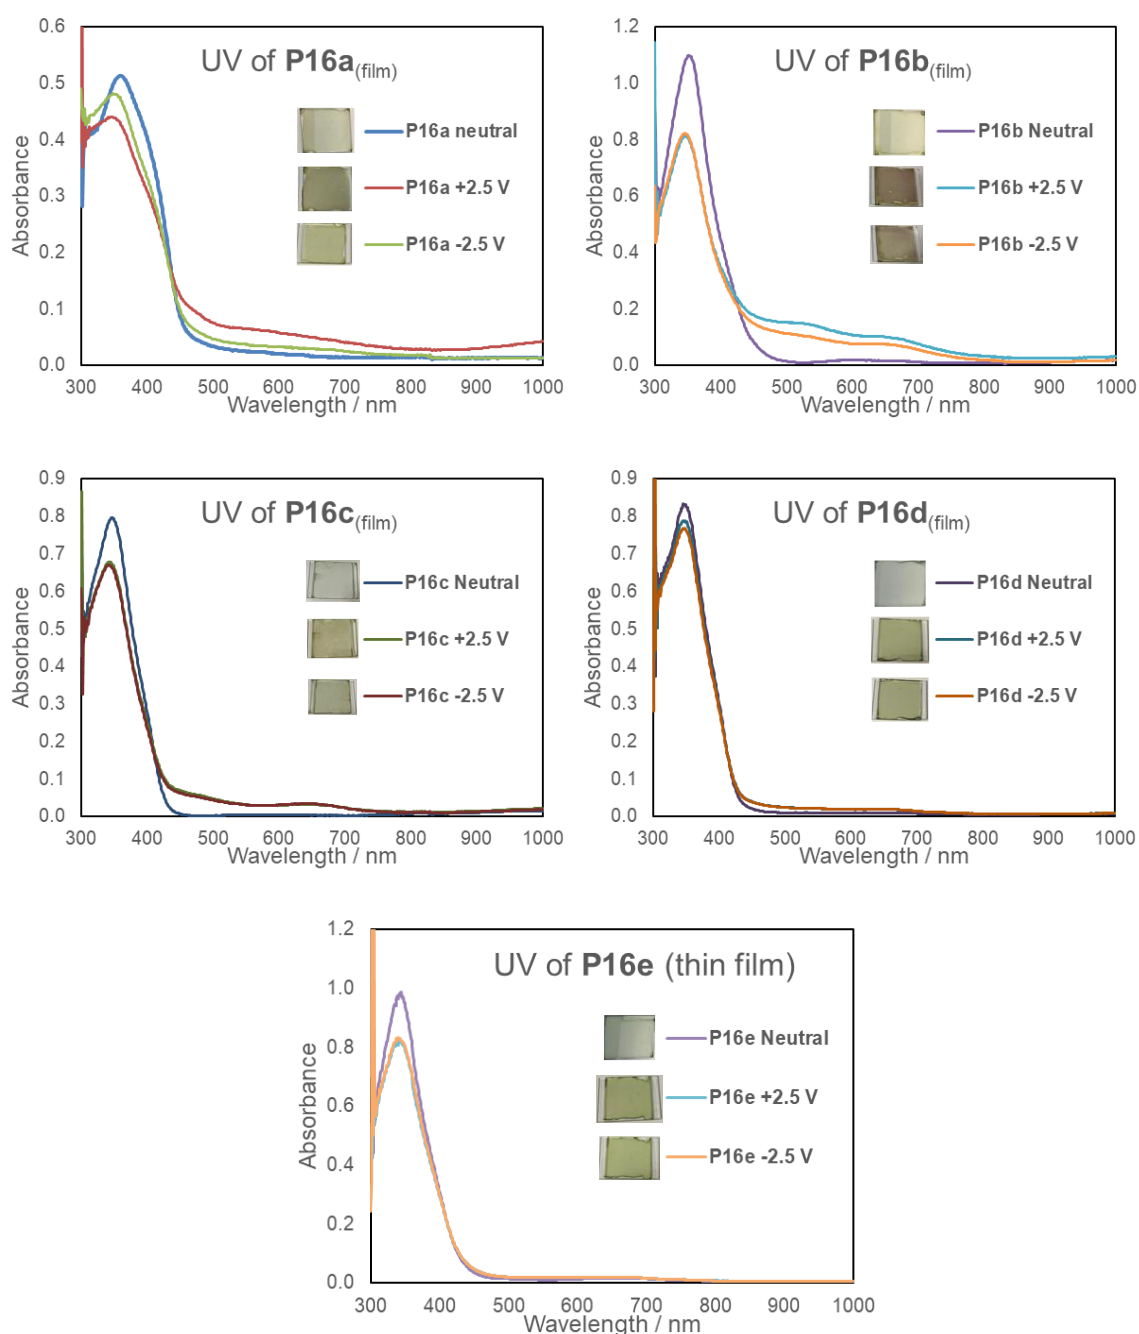 UV of P16a(film)
Absorbance
0.6
0.5
0.4
0.3
0.2
0.1
0.0
P16a neutral
P16a +2.5 V
P16a -2.5 V
300 400 500 600 700 800 900 1000
Wavelength / nm
UV of P16b(film)
Absorbance
1.2
1.0
0.8
0.6
0.4
0.2
0.0
P16b Neutral
P16b +2.5 V
P16b -2.5 V
300 400 500 600 700 800 900 1000
Wavelength / nm
UV of P16c(film)
Absorbance
0.9
0.8
0.7
0.6
0.5
0.4
0.3
0.2
0.1
0.0
P16c Neutral
P16c +2.5 V
P16c -2.5 V
300 400 500 600 700 800 900 1000
Wavelength / nm
UV of P16d(film)
Absorbance
0.9
0.8
0.7
0.6
0.5
0.4
0.3
0.2
0.1
0.0
P16d Neutral
P16d +2.5 V
P16d -2.5 V
300 400 500 600 700 800 900 1000
Wavelength / nm
UV of P16e (thin film)
Absorbance
1.2
1.0
0.8
0.6
0.4
0.2
0.0
P16e Neutral
P16e +2.5 V
P16e -2.5 V
300 400 500 600 700 800 900 1000
Wavelength / nm